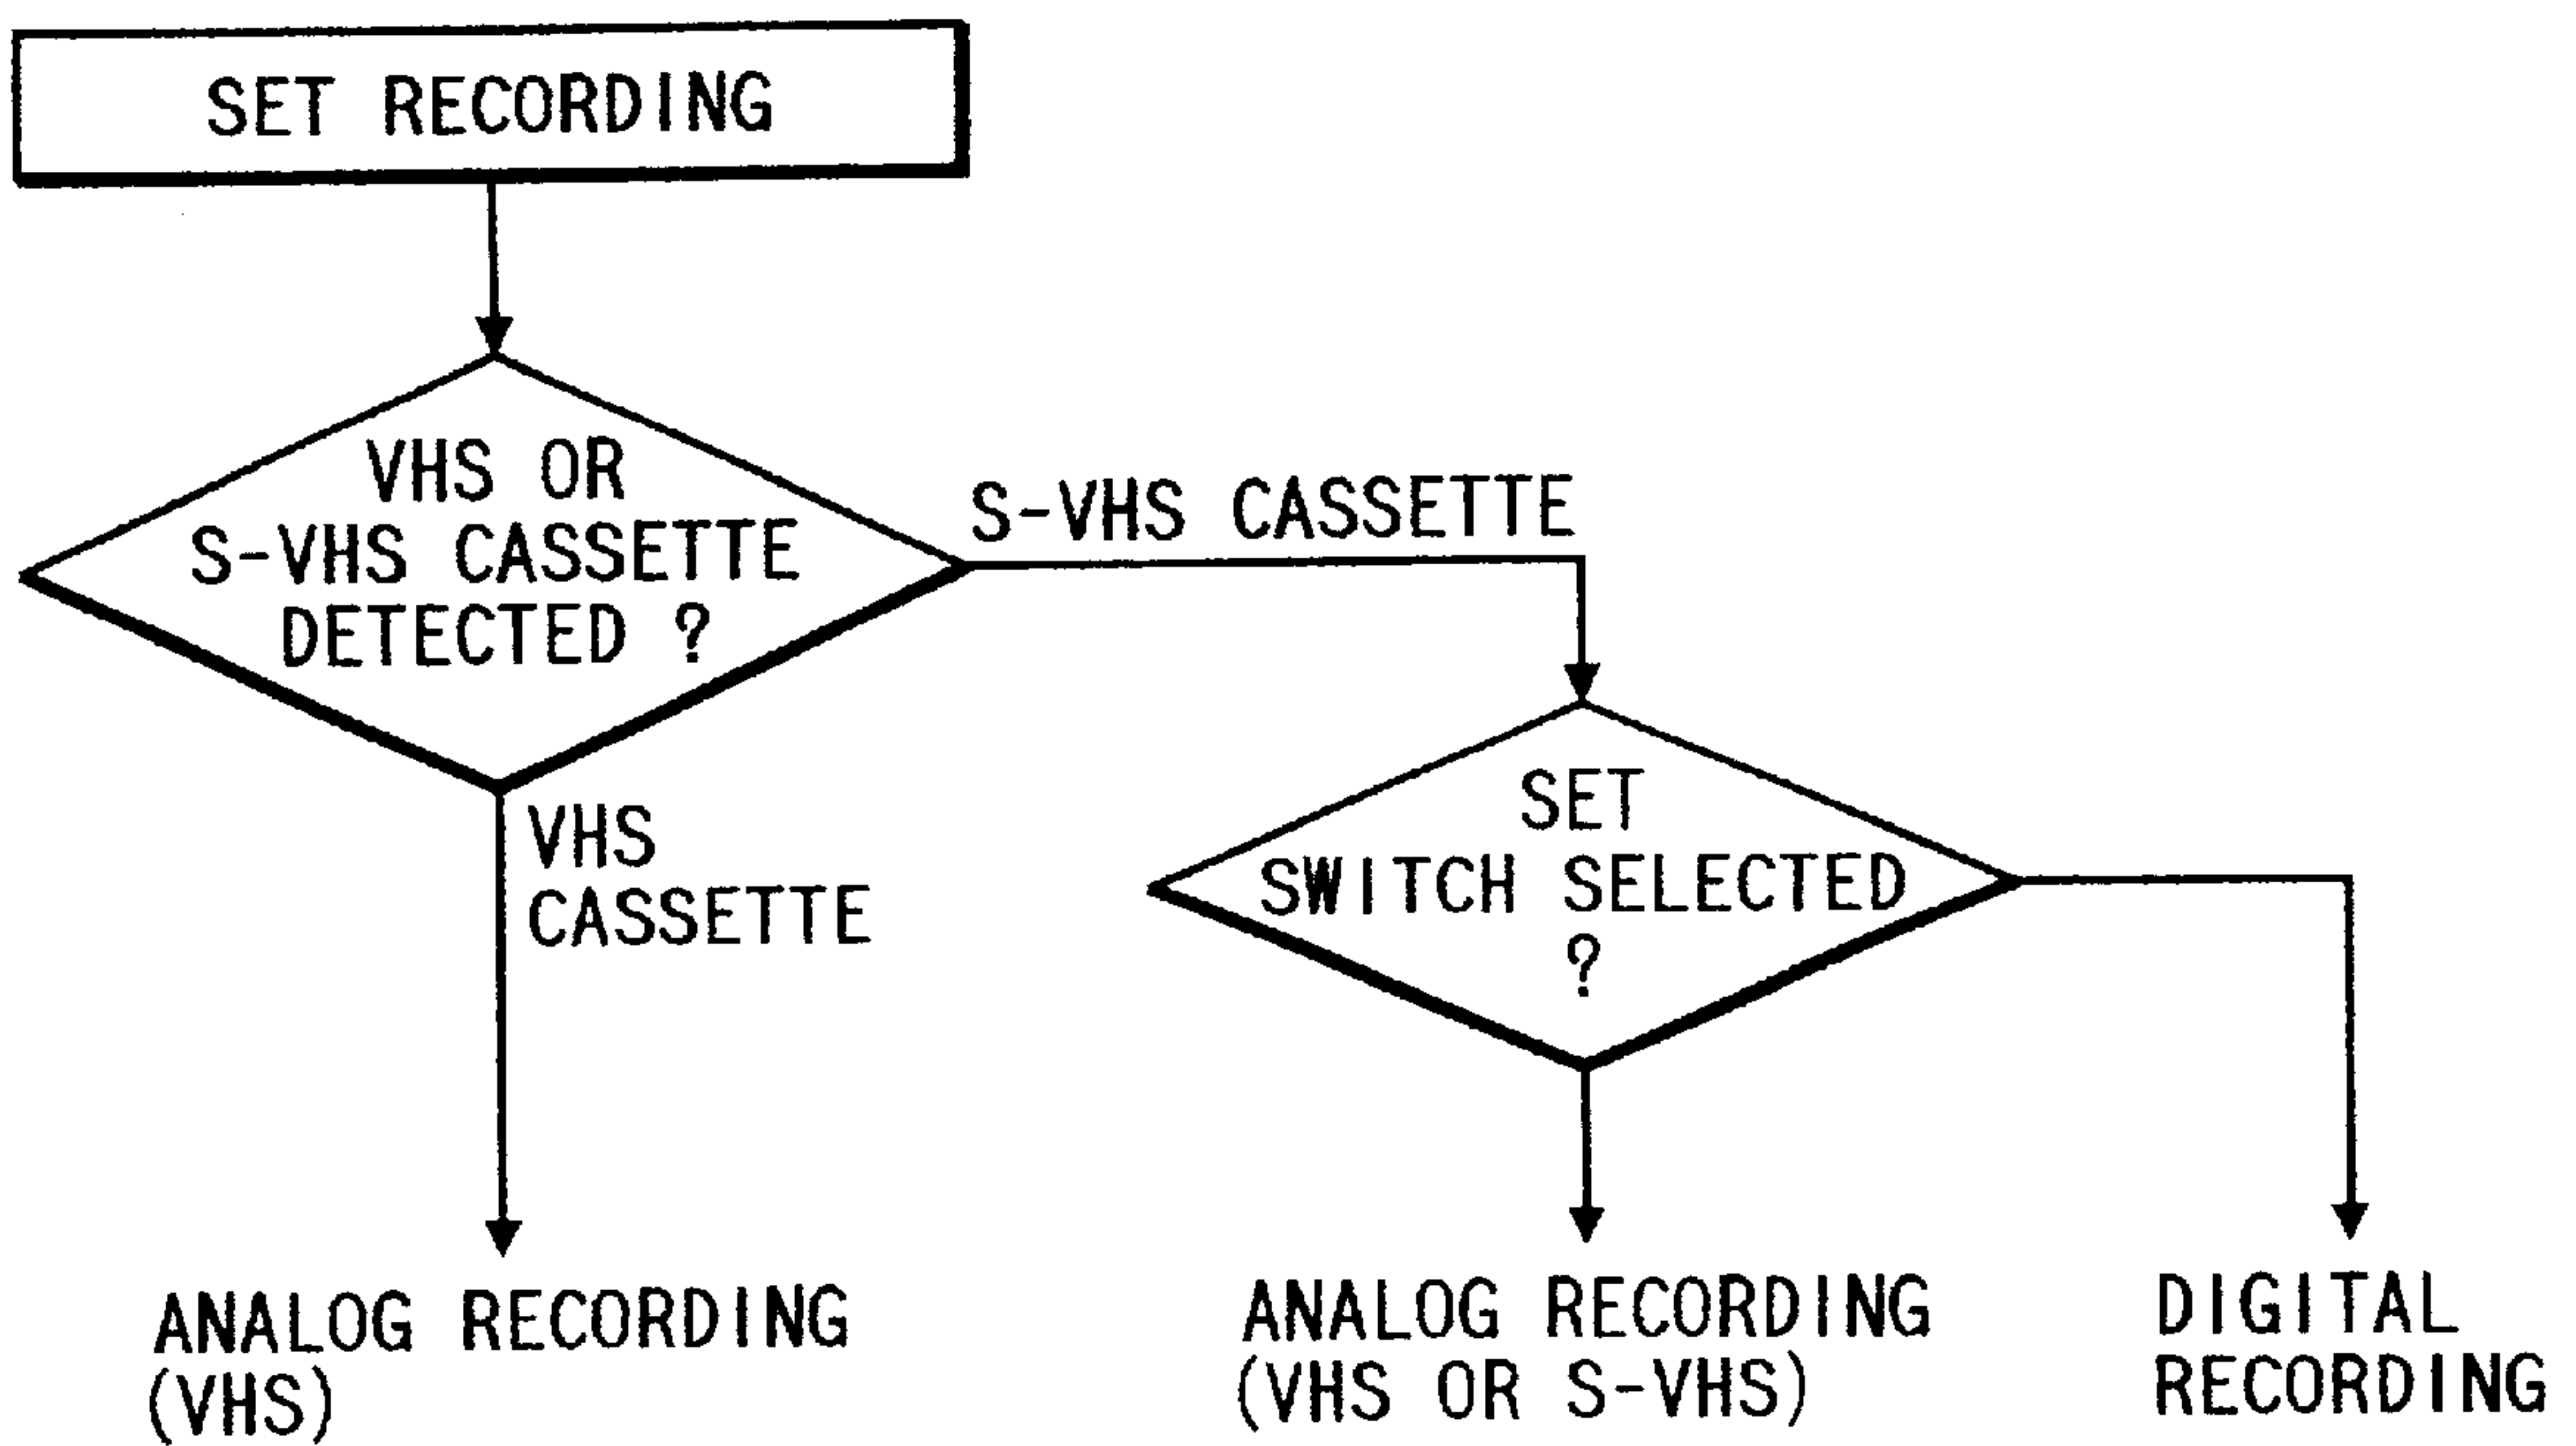 SET RECORDING
VHS OR
S-VHS CASSETTE
DETECTED ?
S-VHS CASSETTE
VHS
CASSETTE
SET
SWITCH SELECTED
?
ANALOG RECORDING
(VHS)
ANALOG RECORDING
(VHS OR S-VHS)
DIGITAL
RECORDING